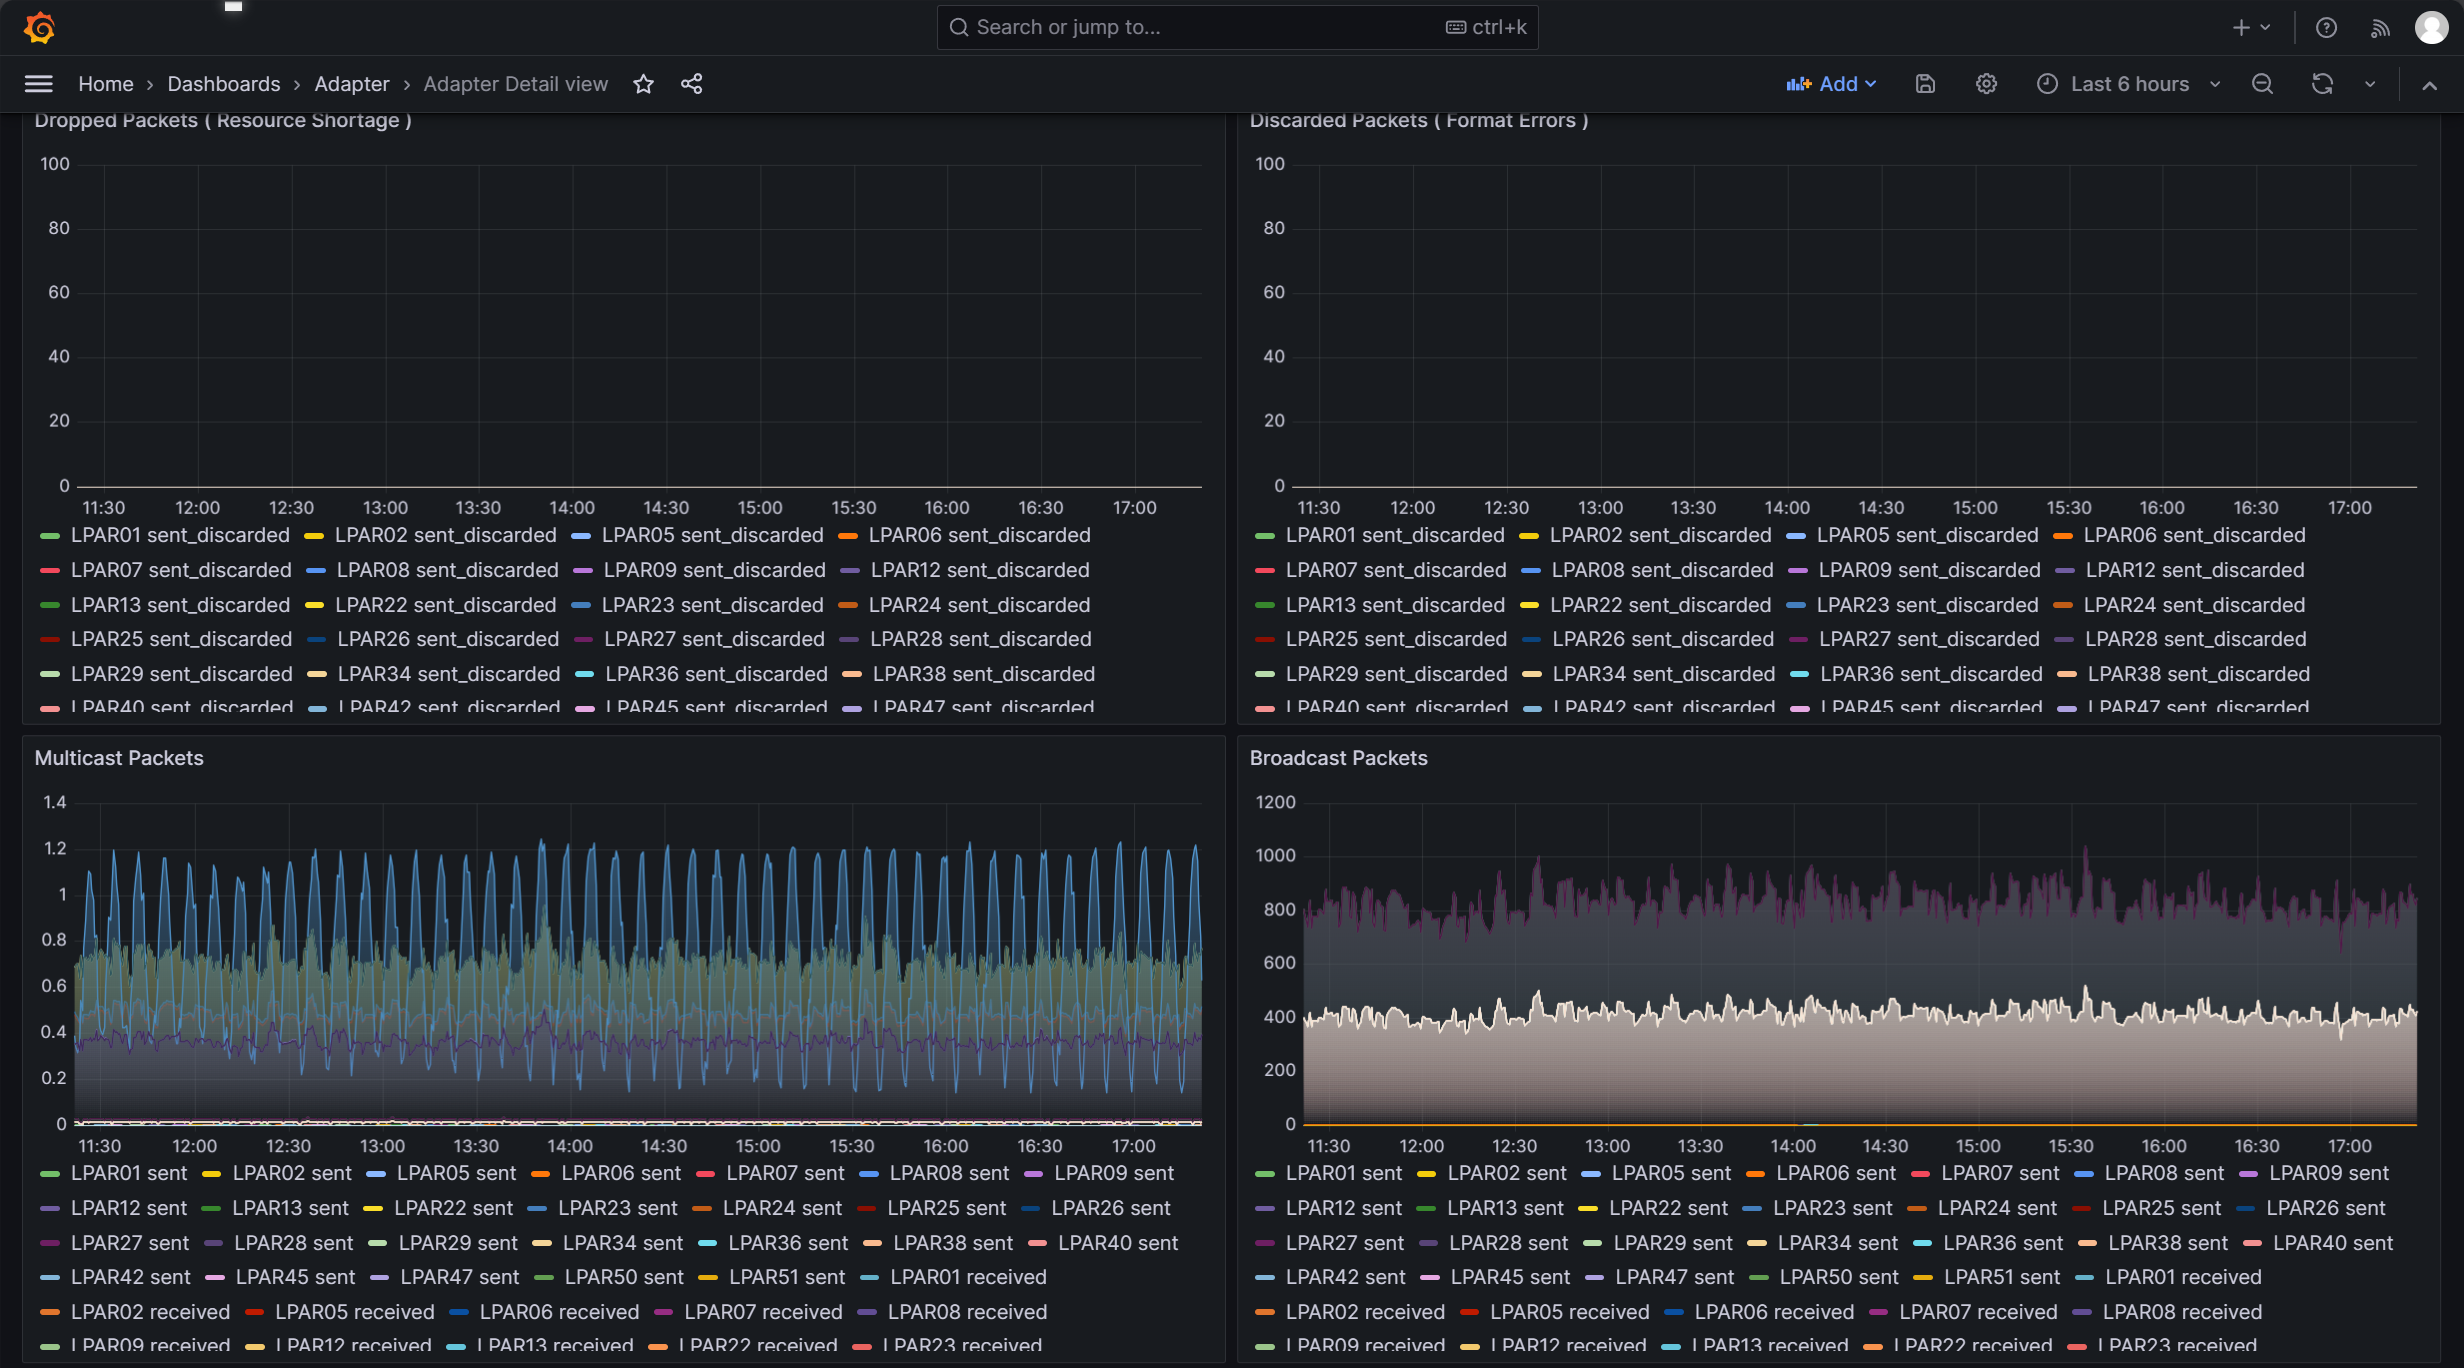 Search or jump to... ctrl+k
Home › Dashboards › Adapter › Adapter Detail view Add Last 6 hours
Dropped Packets ( Resource Shortage )
100
80
60
40
20
0
11:30 12:00 12:30 13:00 13:30 14:00 14:30 15:00 15:30 16:00 16:30 17:00
LPAR01 sent_discarded LPAR02 sent_discarded LPAR05 sent_discarded LPAR06 sent_discarded
LPAR07 sent_discarded LPAR08 sent_discarded LPAR09 sent_discarded LPAR12 sent_discarded
LPAR13 sent_discarded LPAR22 sent_discarded LPAR23 sent_discarded LPAR24 sent_discarded
LPAR25 sent_discarded LPAR26 sent_discarded LPAR27 sent_discarded LPAR28 sent_discarded
LPAR29 sent_discarded LPAR34 sent_discarded LPAR36 sent_discarded LPAR38 sent_discarded
LPAR40 sent_discarded LPAR42 sent_discarded LPAR45 sent_discarded LPAR47 sent_discarded
Discarded Packets ( Format Errors )
100
80
60
40
20
0
11:30 12:00 12:30 13:00 13:30 14:00 14:30 15:00 15:30 16:00 16:30 17:00
LPAR01 sent_discarded LPAR02 sent_discarded LPAR05 sent_discarded LPAR06 sent_discarded
LPAR07 sent_discarded LPAR08 sent_discarded LPAR09 sent_discarded LPAR12 sent_discarded
LPAR13 sent_discarded LPAR22 sent_discarded LPAR23 sent_discarded LPAR24 sent_discarded
LPAR25 sent_discarded LPAR26 sent_discarded LPAR27 sent_discarded LPAR28 sent_discarded
LPAR29 sent_discarded LPAR34 sent_discarded LPAR36 sent_discarded LPAR38 sent_discarded
LPAR40 sent_discarded LPAR42 sent_discarded LPAR45 sent_discarded LPAR47 sent_discarded
Multicast Packets
1.4
1.2
1
0.8
0.6
0.4
0.2
0
11:30 12:00 12:30 13:00 13:30 14:00 14:30 15:00 15:30 16:00 16:30 17:00
LPAR01 sent LPAR02 sent LPAR05 sent LPAR06 sent LPAR07 sent LPAR08 sent LPAR09 sent
LPAR12 sent LPAR13 sent LPAR22 sent LPAR23 sent LPAR24 sent LPAR25 sent LPAR26 sent
LPAR27 sent LPAR28 sent LPAR29 sent LPAR34 sent LPAR36 sent LPAR38 sent LPAR40 sent
LPAR42 sent LPAR45 sent LPAR47 sent LPAR50 sent LPAR51 sent LPAR01 received
LPAR02 received LPAR05 received LPAR06 received LPAR07 received LPAR08 received
LPAR09 received LPAR12 received LPAR13 received LPAR22 received LPAR23 received
Broadcast Packets
1200
1000
800
600
400
200
0
11:30 12:00 12:30 13:00 13:30 14:00 14:30 15:00 15:30 16:00 16:30 17:00
LPAR01 sent LPAR02 sent LPAR05 sent LPAR06 sent LPAR07 sent LPAR08 sent LPAR09 sent
LPAR12 sent LPAR13 sent LPAR22 sent LPAR23 sent LPAR24 sent LPAR25 sent LPAR26 sent
LPAR27 sent LPAR28 sent LPAR29 sent LPAR34 sent LPAR36 sent LPAR38 sent LPAR40 sent
LPAR42 sent LPAR45 sent LPAR47 sent LPAR50 sent LPAR51 sent LPAR01 received
LPAR02 received LPAR05 received LPAR06 received LPAR07 received LPAR08 received
LPAR09 received LPAR12 received LPAR13 received LPAR22 received LPAR23 received